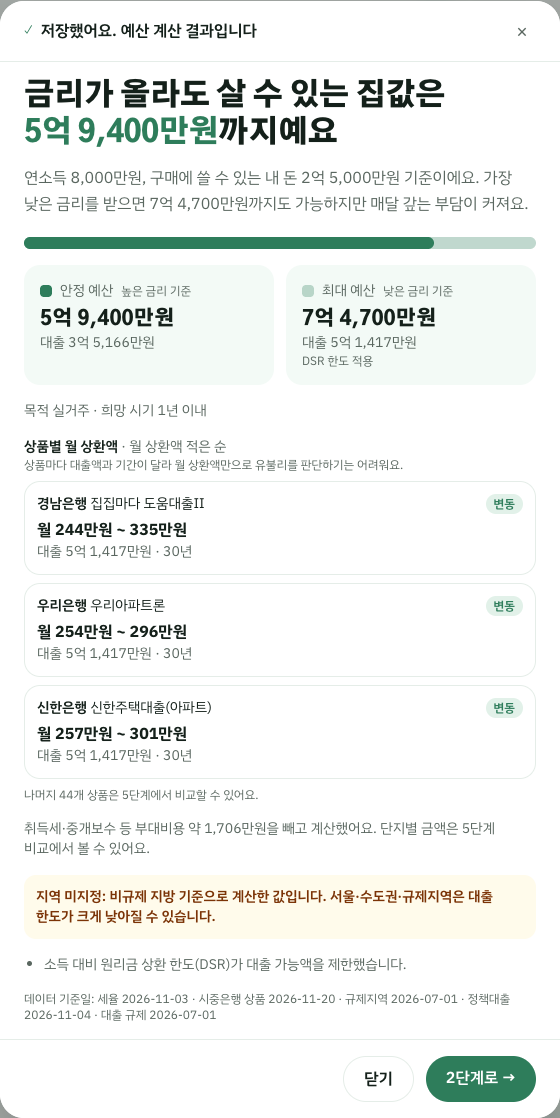 ✓ 저장했어요. 예산 계산 결과입니다 ×
금리가 올라도 살 수 있는 집값은
5억 9,400만원까지예요
연소득 8,000만원, 구매에 쓸 수 있는 내 돈 2억 5,000만원 기준이에요. 가장
낮은 금리를 받으면 7억 4,700만원까지도 가능하지만 매달 갚는 부담이 커져요.
안정 예산 높은 금리 기준
5억 9,400만원
대출 3억 5,166만원
최대 예산 낮은 금리 기준
7억 4,700만원
대출 5억 1,417만원
DSR 한도 적용
목적 실거주 · 희망 시기 1년 이내
상품별 월 상환액 · 월 상환액 적은 순
상품마다 대출액과 기간이 달라 월 상환액만으로 유불리를 판단하기는 어려워요.
경남은행 집집마다 도움대출II 변동
월 244만원 ~ 335만원
대출 5억 1,417만원 · 30년
우리은행 우리아파트론 변동
월 254만원 ~ 296만원
대출 5억 1,417만원 · 30년
신한은행 신한주택대출(아파트) 변동
월 257만원 ~ 301만원
대출 5억 1,417만원 · 30년
나머지 44개 상품은 5단계에서 비교할 수 있어요.
취득세·중개보수 등 부대비용 약 1,706만원을 빼고 계산했어요. 단지별 금액은 5단계
비교에서 볼 수 있어요.
지역 미지정: 비규제 지방 기준으로 계산한 값입니다. 서울·수도권·규제지역은 대출
한도가 크게 낮아질 수 있습니다.
• 소득 대비 원리금 상환 한도(DSR)가 대출 가능액을 제한했습니다.
데이터 기준일: 세율 2026-11-03 · 시중은행 상품 2026-11-20 · 규제지역 2026-07-01 · 정책대출
2026-11-04 · 대출 규제 2026-07-01
닫기 2단계로 →